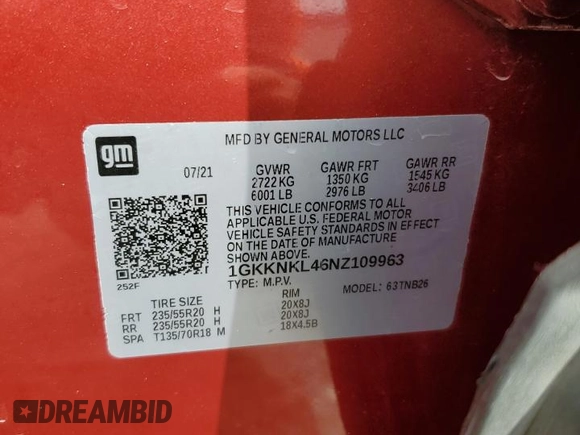 gm
MFD BY GENERAL MOTORS LLC
07/21 GVWR GAWR FRT GAWR RR
2722 KG 1350 KG 1545 KG
6001 LB 2976 LB 3406 LB
THIS VEHICLE CONFORMS TO ALL
APPLICABLE U.S. FEDERAL MOTOR
VEHICLE SAFETY STANDARDS IN EFFECT
ON THE DATE OF MANUFACTURE
SHOWN ABOVE.
1GKKNKL46NZ109963
252F
TYPE: M.P.V. MODEL: 63TNB26
TIRE SIZE RIM
FRT 235/55R20 H 20X8J
RR 235/55R20 H 20X8J
SPA T135/70R18 M 18X4.5B
DREAMBID